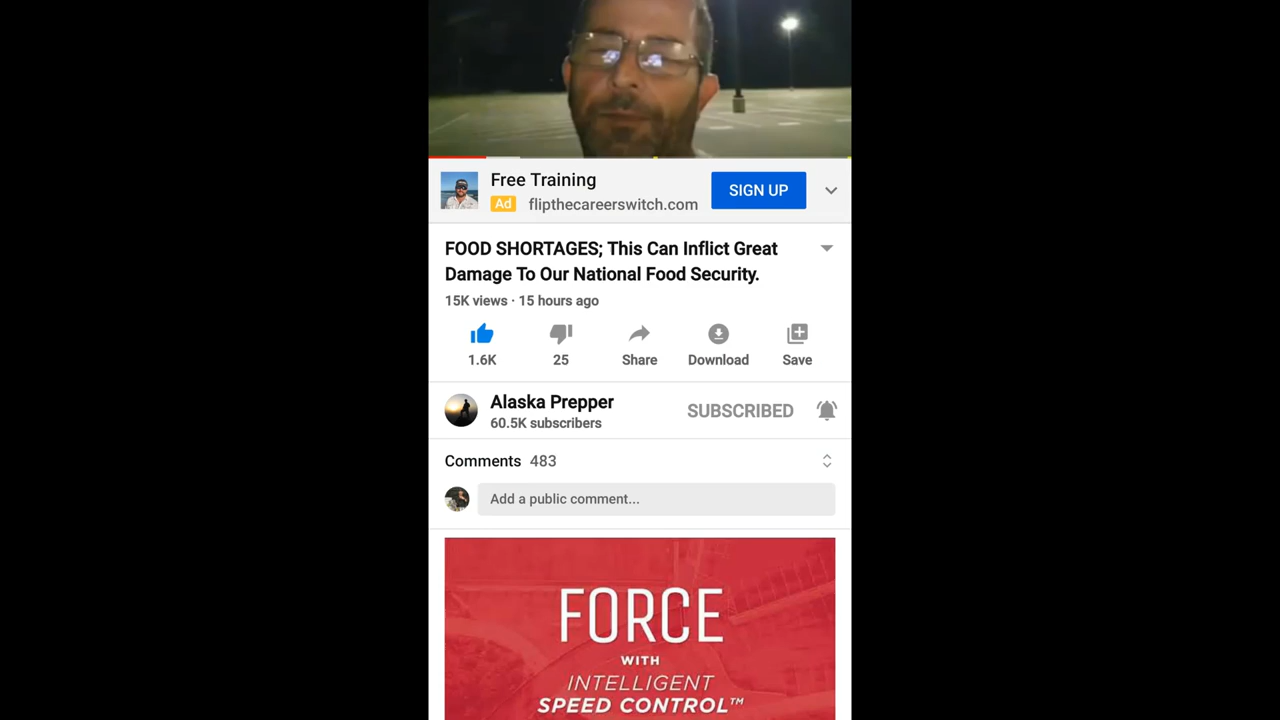 Free Training
SIGN UP
Ad flipthecareerswitch.com
FOOD SHORTAGES; This Can Inflict Great
Damage To Our National Food Security.
15K views · 15 hours ago
1.6K
25
Share
Download
Save
Alaska Prepper
SUBSCRIBED
60.5K subscribers
Comments 483
Add a public comment...
FORCE
WITH
INTELLIGENT
SPEED CONTROL™